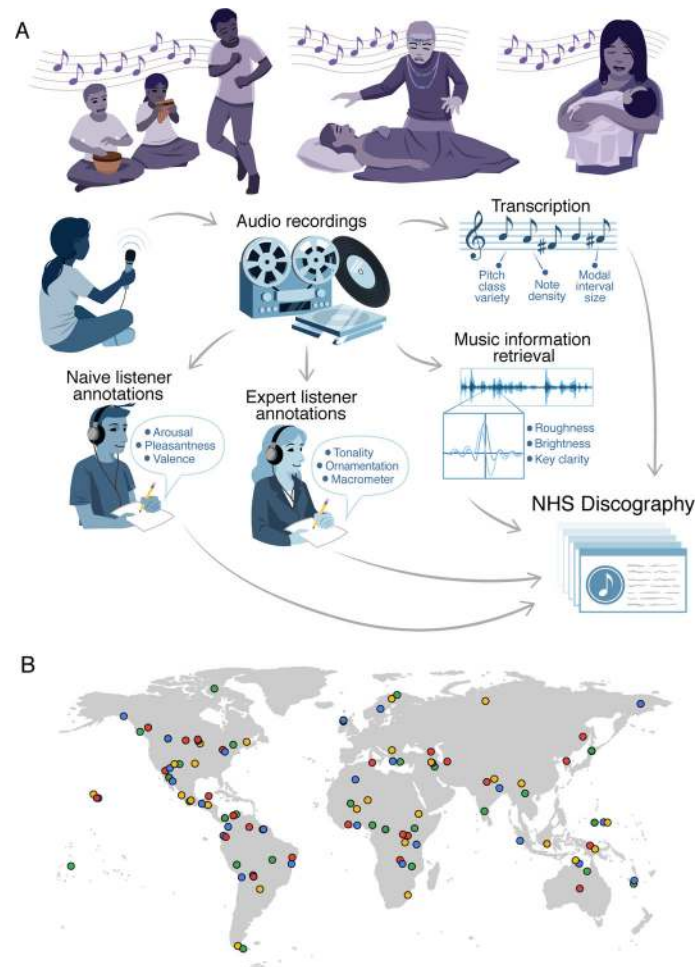 A
Audio recordings
Transcription
Pitch class
variety
Note
density
Modal
interval
size
Naive listener
annotations
Arousal
Pleasantness
Valence
Expert listener
annotations
Tonality
Ornamentation
Macrometer
Music information
retrieval
Roughness
Brightness
Key clarity
NHS Discography
B